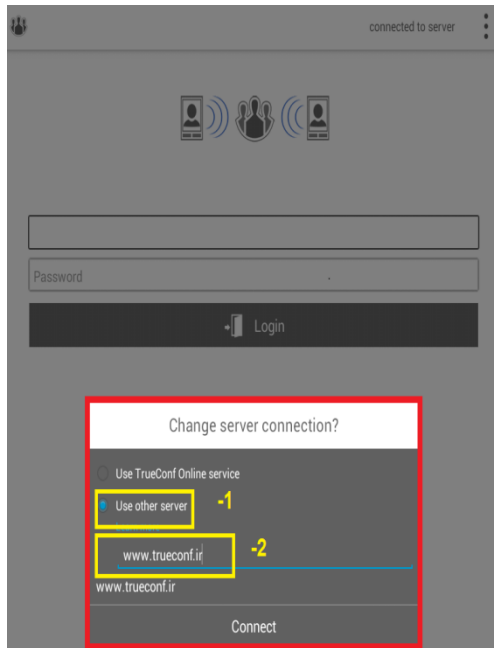 connected to server
Password
Login
Change server connection?
Use TrueConf Online service
Use other server
-1
www.trueconf.ir
-2
www.trueconf.ir
Connect